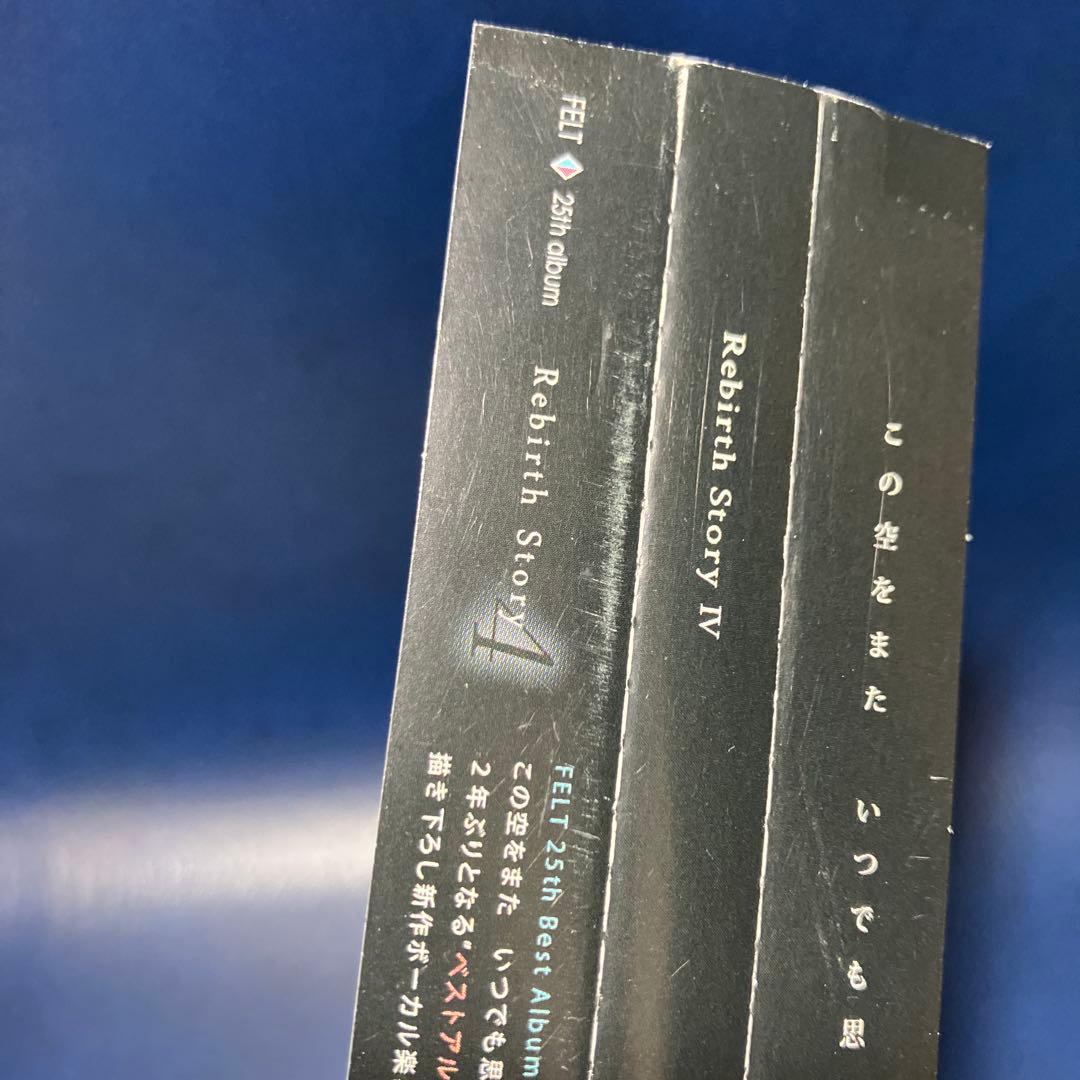 FELT 25th album
Rebirth Story
4
FELT 25th Best Album
この空をまた いつでも思
2年ぶりとなる"ベストアル
描き下ろし新作ボーカル楽
Rebirth Story IV
この空をまた いつでも思